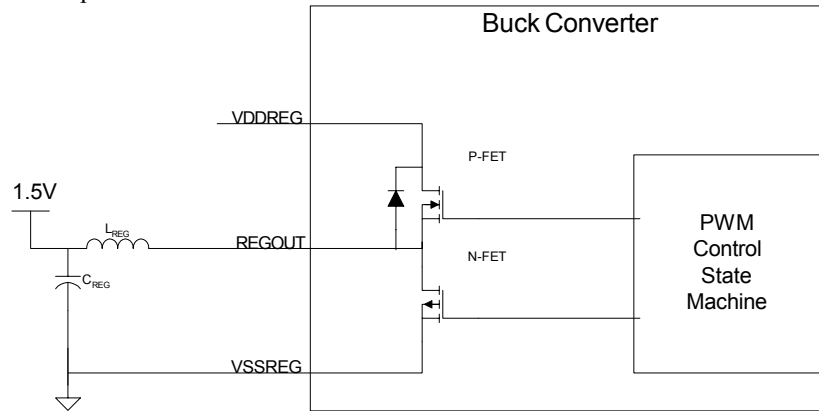 Buck Converter
VDDREG
P-FET
1.5V
LREG
REGOUT
N-FET
CREG
PWM
Control
State
Machine
VSSREG